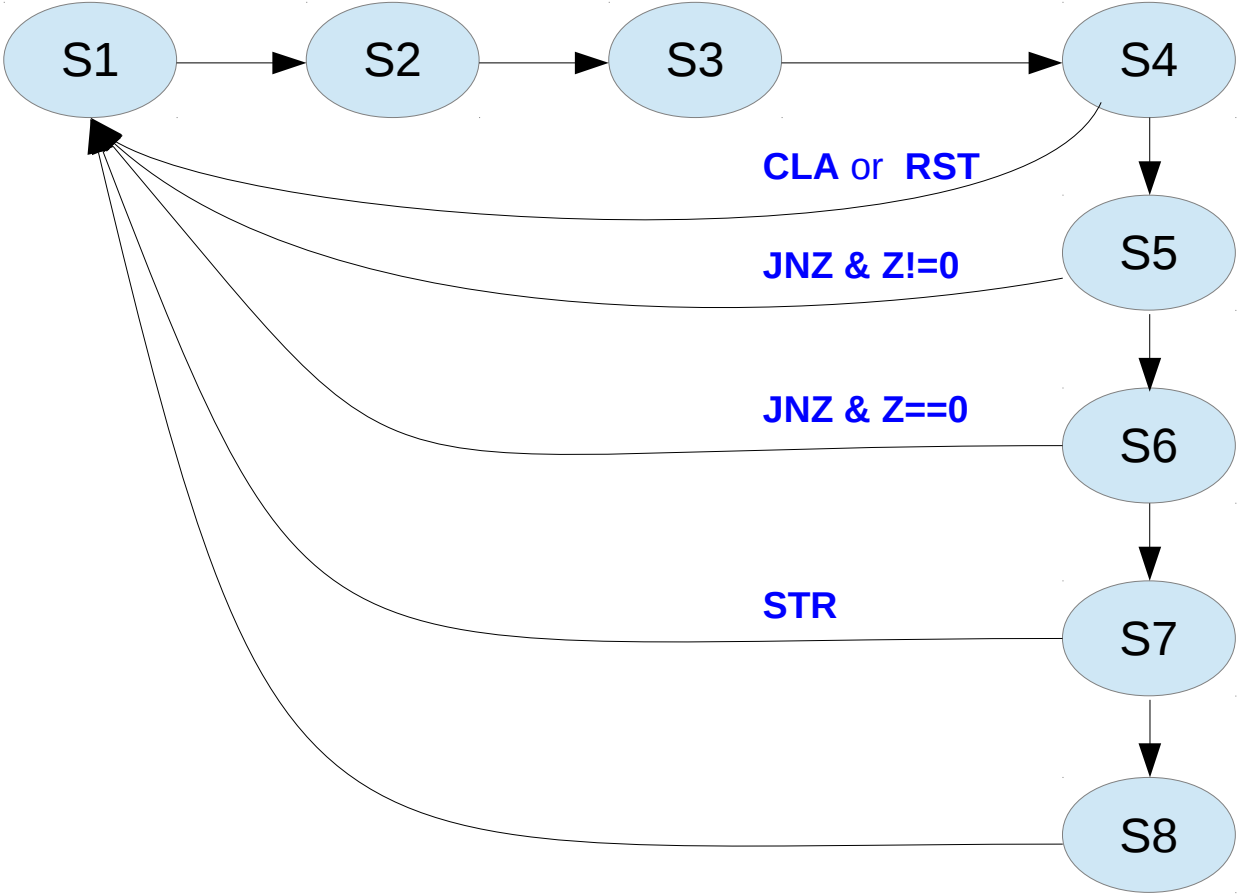 S1
S2
S3
S4
CLA or RST
S5
JNZ & Z!=0
JNZ & Z==0
S6
STR
S7
S8